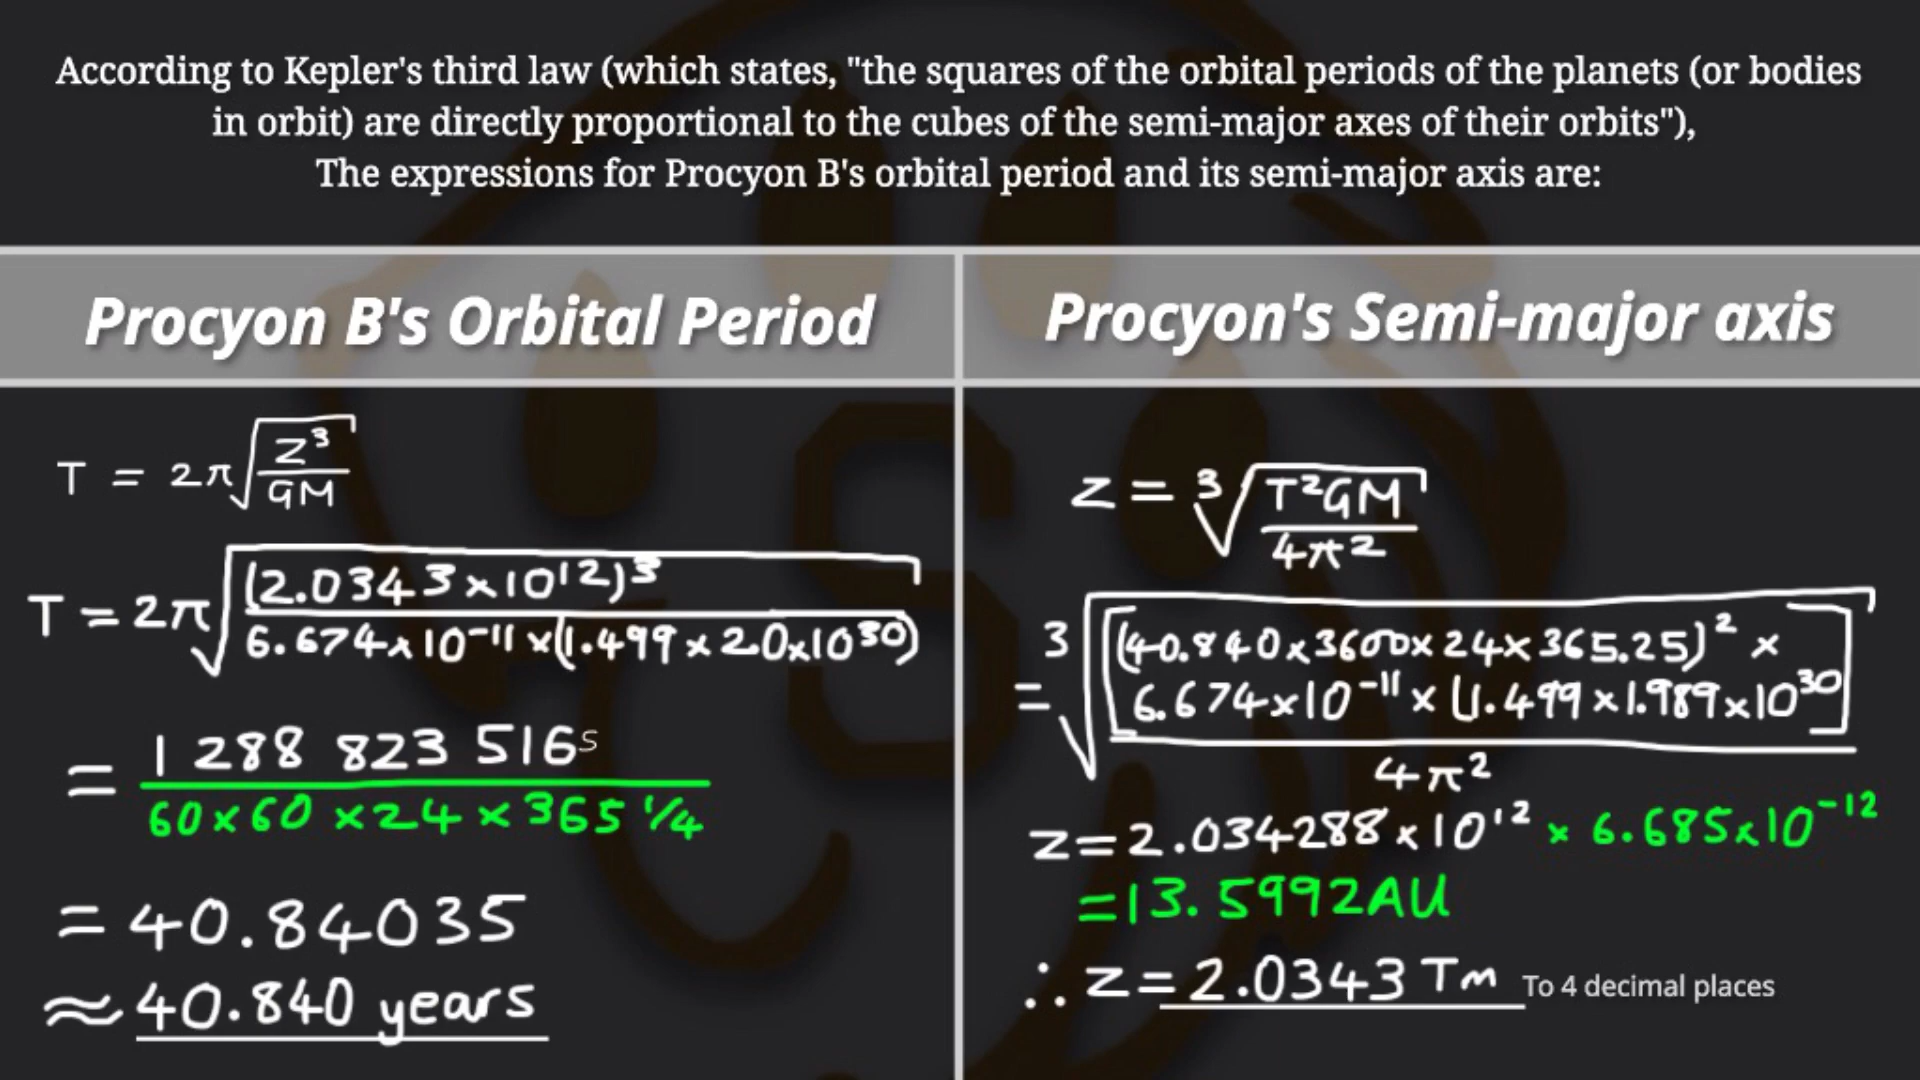 According to Kepler's third law (which states, "the squares of the orbital periods of the planets (or bodies
in orbit) are directly proportional to the cubes of the semi-major axes of their orbits"),
The expressions for Procyon B's orbital period and its semi-major axis are:
Procyon B's Orbital Period
T = 2π√(Z³/GM)
T = 2π√((2.0343×10¹²)³/6.674×10⁻¹¹×(1.499×2.0×10³⁰))
= 1 288 823 516s
60×60×24×365 1/4
= 40.84035
≈ 40.840 years
Procyon's Semi-major axis
z = ³√(T²GM/4π²)
= ³√([(40.840×3600×24×365.25)² ×
6.674×10⁻¹¹ × (1.499×1.989×10³⁰]
4π²
z=2.034288×10¹² × 6.685×10⁻¹²
=13.5992AU
∴ z=2.0343 Tm To 4 decimal places
S